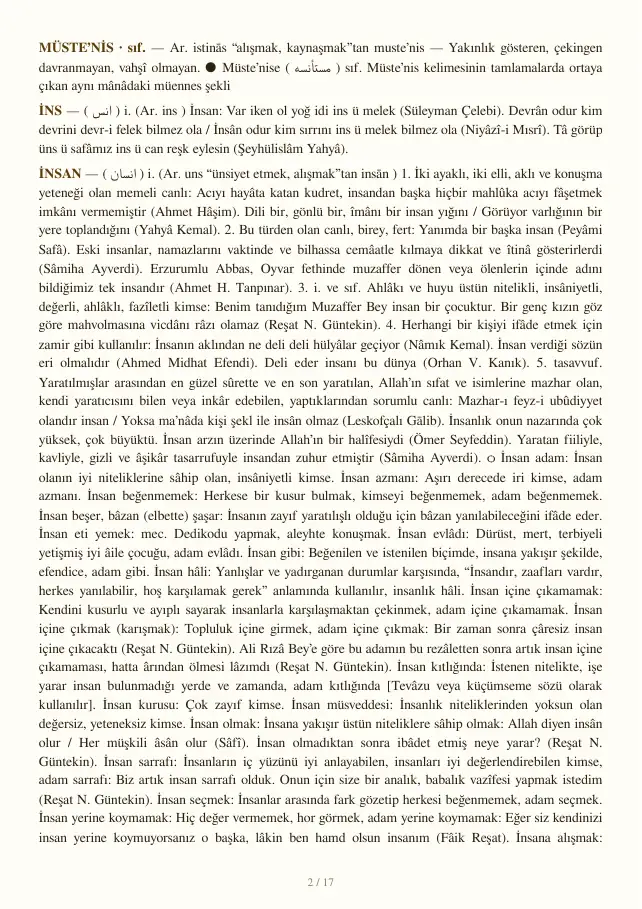 MÜSTE’NİS · sıf. — Ar. istinās “alışmak, kaynaşmak”tan muste’nis — Yakınlık gösteren, çekingen
davranmayan, vahşî olmayan. ● Müste’nise ( مستأنسه ) sıf. Müste’nis kelimesinin tamlamalarda ortaya
çıkan aynı mânâdaki müennes şekli
İNS — ( انس ) i. (Ar. ins ) İnsan: Var iken ol yoğ idi ins ü melek (Süleyman Çelebi). Devrân odur kim
devrini devr-i felek bilmez ola / İnsân odur kim sırrını ins ü melek bilmez ola (Niyâzî-i Mısrî). Tâ görüp
üns ü safâmız ins ü can reşk eylesin (Şeyhülislâm Yahyâ).
İNSAN — ( انسان ) i. (Ar. uns “ünsiyet etmek, alışmak”tan insān ) 1. İki ayaklı, iki elli, aklı ve konuşma
yeteneği olan memeli canlı: Acıyı hayâta katan kudret, insandan başka hiçbir mahlûka acıyı fâşetmek
imkânı vermemiştir (Ahmet Hâşim). Dili bir, gönlü bir, îmânı bir insan yığını / Görüyor varlığının bir
yere toplandığını (Yahyâ Kemal). 2. Bu türden olan canlı, birey, fert: Yanımda bir başka insan (Peyâmi
Safâ). Eski insanlar, namazlarını vaktinde ve bilhassa cemâatle kılmaya dikkat ve îtinâ gösterirlerdi
(Sâmiha Ayverdi). Erzurumlu Abbas, Oyvar fethinde muzaffer dönen veya ölenlerin içinde adını
bildiğimiz tek insandır (Ahmet H. Tanpınar). 3. i. ve sıf. Ahlâkı ve huyu üstün nitelikli, insâniyetli,
değerli, ahlâklı, fazîletli kimse: Benim tanıdığım Muzaffer Bey insan bir çocuktur. Bir genç kızın göz
göre mahvolmasına vicdânı râzı olamaz (Reşat N. Güntekin). 4. Herhangi bir kişiyi ifâde etmek için
zamir gibi kullanılır: İnsanın aklından ne deli deli hülyâlar geçiyor (Nâmık Kemal). İnsan verdiği sözün
eri olmalıdır (Ahmed Midhat Efendi). Deli eder insanı bu dünya (Orhan V. Kanık). 5. tasavvuf.
Yaratılmışlar arasından en güzel sûrette ve en son yaratılan, Allah’ın sıfat ve isimlerine mazhar olan,
kendi yaratıcısını bilen veya inkâr edebilen, yaptıklarından sorumlu canlı: Mazhar-ı feyz-i ubûdiyyet
olandır insan / Yoksa ma’nâda kişi şekl ile insân olmaz (Leskofçalı Gālib). İnsanlık onun nazarında çok
yüksek, çok büyüktü. İnsan arzın üzerinde Allah’ın bir halîfesiydi (Ömer Seyfeddin). Yaratan fiiliyle,
kavliyle, gizli ve âşikâr tasarrufuyle insandan zuhur etmiştir (Sâmiha Ayverdi). ○ İnsan adam: İnsan
olanın iyi niteliklerine sâhip olan, insâniyetli kimse. İnsan azmanı: Aşırı derecede iri kimse, adam
azmanı. İnsan beğenmemek: Herkese bir kusur bulmak, kimseyi beğenmemek, adam beğenmemek.
İnsan beşer, bâzan (elbette) şaşar: İnsanın zayıf yaratılışlı olduğu için bâzan yanılabileceğini ifâde eder.
İnsan eti yemek: mec. Dedikodu yapmak, aleyhte konuşmak. İnsan evlâdı: Dürüst, mert, terbiyeli
yetişmiş iyi âile çocuğu, adam evlâdı. İnsan gibi: Beğenilen ve istenilen biçimde, insana yakışır şekilde,
efendice, adam gibi. İnsan hâli: Yanlışlar ve yadırganan durumlar karşısında, “İnsandır, zaafları vardır,
herkes yanılabilir, hoş karşılamak gerek” anlamında kullanılır, insanlık hâli. İnsan içine çıkamamak:
Kendini kusurlu ve ayıplı sayarak insanlarla karşılaşmaktan çekinmek, adam içine çıkamamak. İnsan
içine çıkmak (karışmak): Topluluk içine girmek, adam içine çıkmak: Bir zaman sonra çâresiz insan
içine çıkacaktı (Reşat N. Güntekin). Ali Rızâ Bey’e göre bu adamın bu rezâletten sonra artık insan içine
çıkamaması, hatta ârından ölmesi lâzımdı (Reşat N. Güntekin). İnsan kıtlığında: İstenen nitelikte, işe
yarar insan bulunmadığı yerde ve zamanda, adam kıtlığında [Tevâzu veya küçümseme sözü olarak
kullanılır]. İnsan kurusu: Çok zayıf kimse. İnsan müsveddesi: İnsanlık niteliklerinden yoksun olan
değersiz, yeteneksiz kimse. İnsan olmak: İnsana yakışır üstün niteliklere sâhip olmak: Allah diyen insân
olur / Her müşkili âsân olur (Sâfî). İnsan olmadıktan sonra ibâdet etmiş neye yarar? (Reşat N.
Güntekin). İnsan sarrafı: İnsanların iç yüzünü iyi anlayabilen, insanları iyi değerlendirebilen kimse,
adam sarrafı: Biz artık insan sarrafı olduk. Onun için size bir analık, babalık vazîfesi yapmak istedim
(Reşat N. Güntekin). İnsan seçmek: İnsanlar arasında fark gözetip herkesi beğenmemek, adam seçmek.
İnsan yerine koymamak: Hiç değer vermemek, hor görmek, adam yerine koymamak: Eğer siz kendinizi
insan yerine koymuyorsanız o başka, lâkin ben hamd olsun insanım (Fâik Reşat). İnsana alışmak:
2 / 17